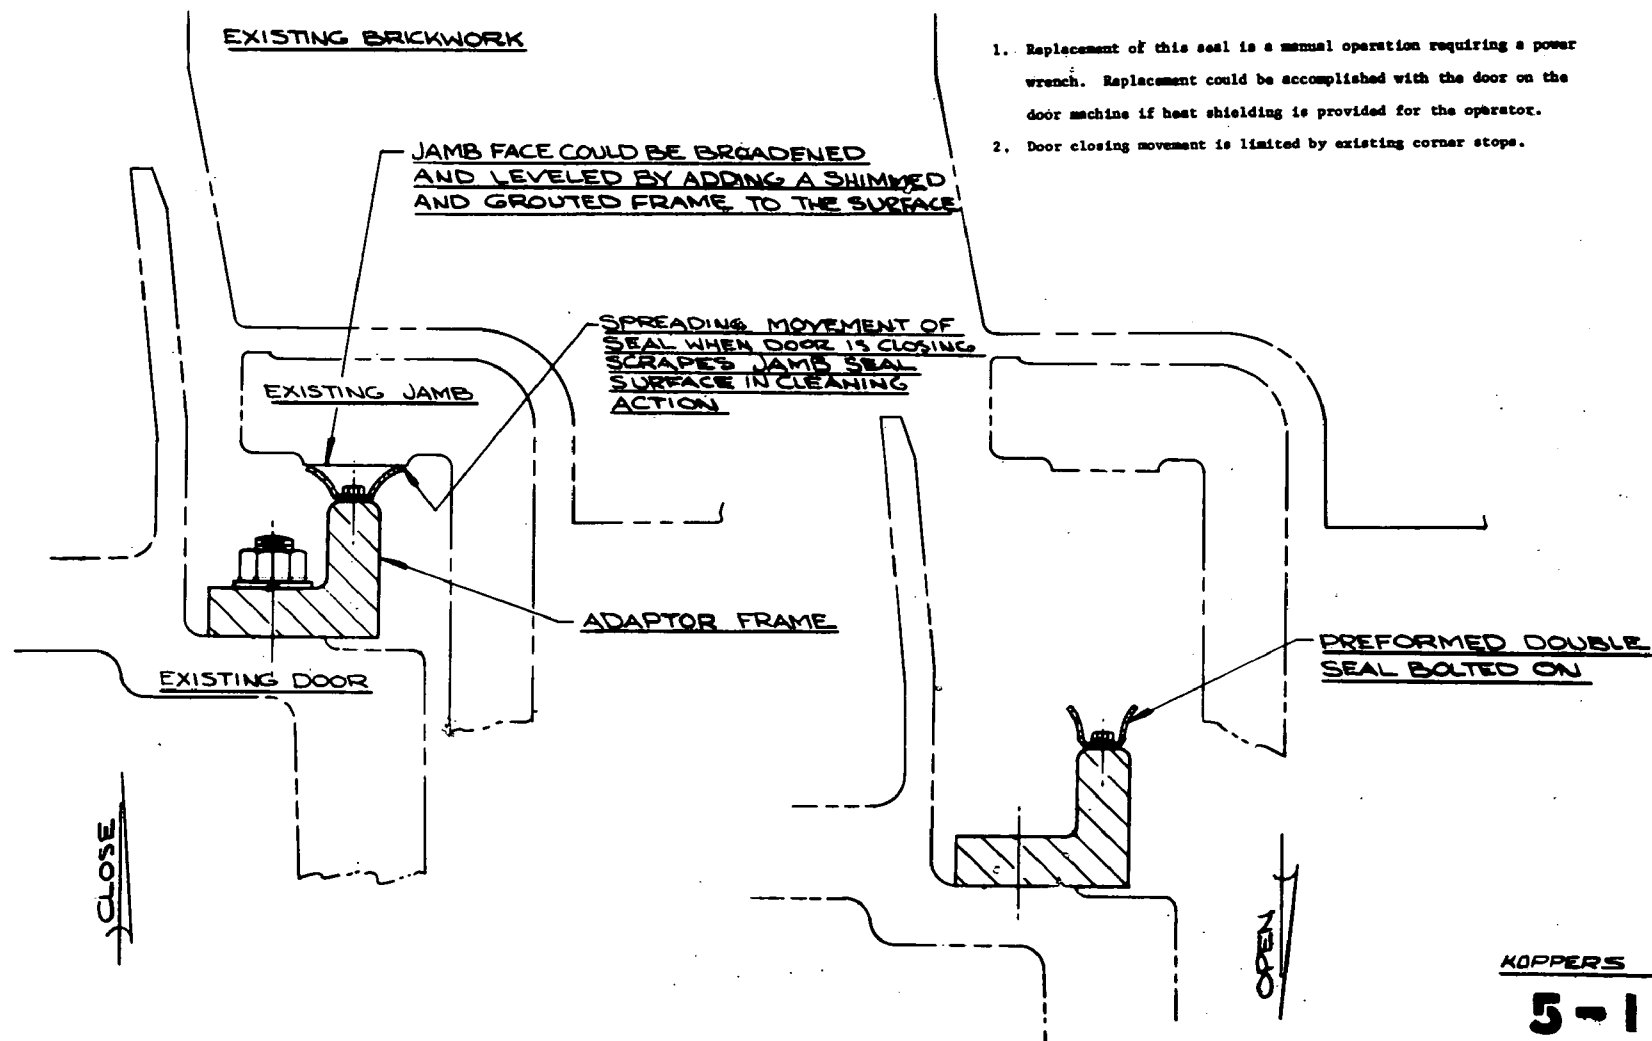 EXISTING BRICKWORK
1. Replacement of this seal is a manual operation requiring a power
wrench. Replacement could be accomplished with the door on the
door machine if heat shielding is provided for the operator.
2. Door closing movement is limited by existing corner stops.
JAMB FACE COULD BE BROADENED
AND LEVELED BY ADDING A SHIMMED
AND GROUTED FRAME TO THE SURFACE
SPREADING MOVEMENT OF
SEAL WHEN DOOR IS CLOSING
SCRAPES JAMB SEAL
SURFACE IN CLEANING
ACTION
EXISTING JAMB
ADAPTOR FRAME
EXISTING DOOR
PREFORMED DOUBLE
SEAL BOLTED ON
CLOSE
OPEN
KOPPERS
5-1